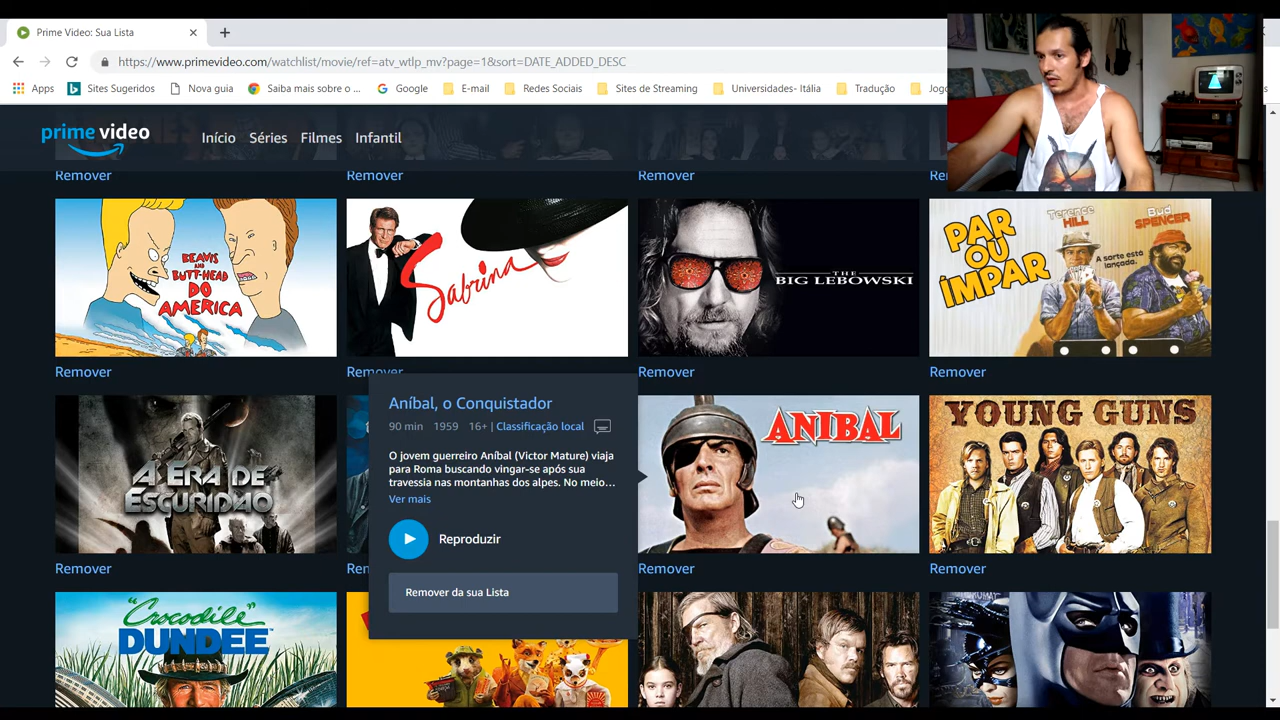 Prime Video: Sua Lista
https://www.primevideo.com/watchlist/movie/ref=atv_wtlp_mv?page=1&sort=DATE_ADDED_DESC
Apps
Sites Sugeridos
Nova guia
Saiba mais sobre o ...
Google
E-mail
Redes Sociais
Sites de Streaming
Universidades- Itália
Tradução
prime video
Início
Séries
Filmes
Infantil
Remover
Remover
Remover
BEAVIS
AND
BUTT-HEAD
DO
AMERICA
Sabrina
THE
BIG LEBOWSKI
PAR
OU
ÍMPAR
Terence
HILL
Bud
SPENCER
A sorte está
lançada.
Remover
Remover
Remover
Remover
A ERA DE
ESCURIDÃO
Aníbal, o Conquistador
90 min 1959 16+ | Classificação local
O jovem guerreiro Aníbal (Victor Mature) viaja
para Roma buscando vingar-se após sua
travessia nas montanhas dos alpes. No meio...
Ver mais
Reproduzir
Remover da sua Lista
ANIBAL
YOUNG GUNS
Remover
Remover
Remover
"Crocodile"
DUNDEE